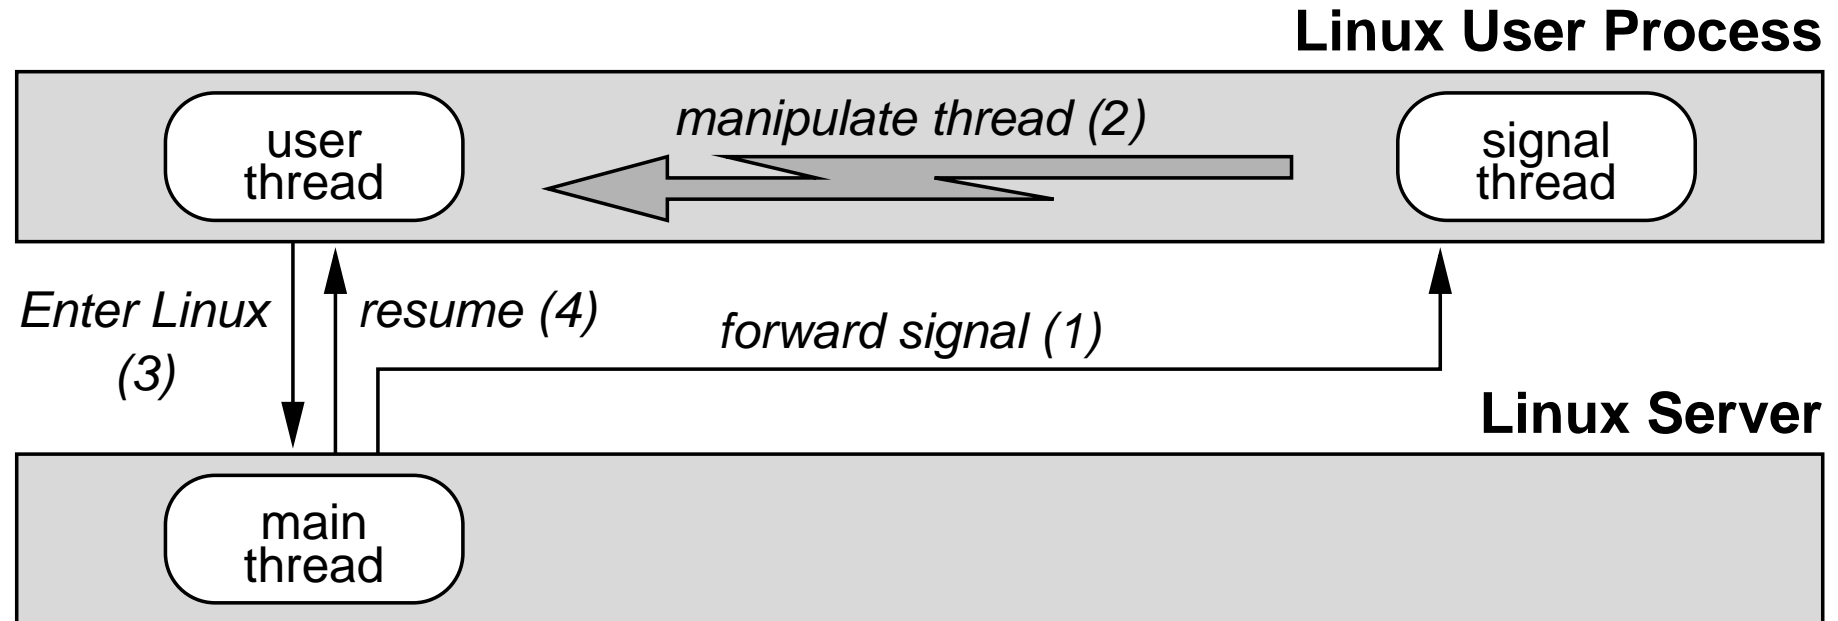 Linux User Process
user
thread
manipulate thread (2)
signal
thread
Enter Linux
(3)
resume (4)
forward signal (1)
Linux Server
main
thread